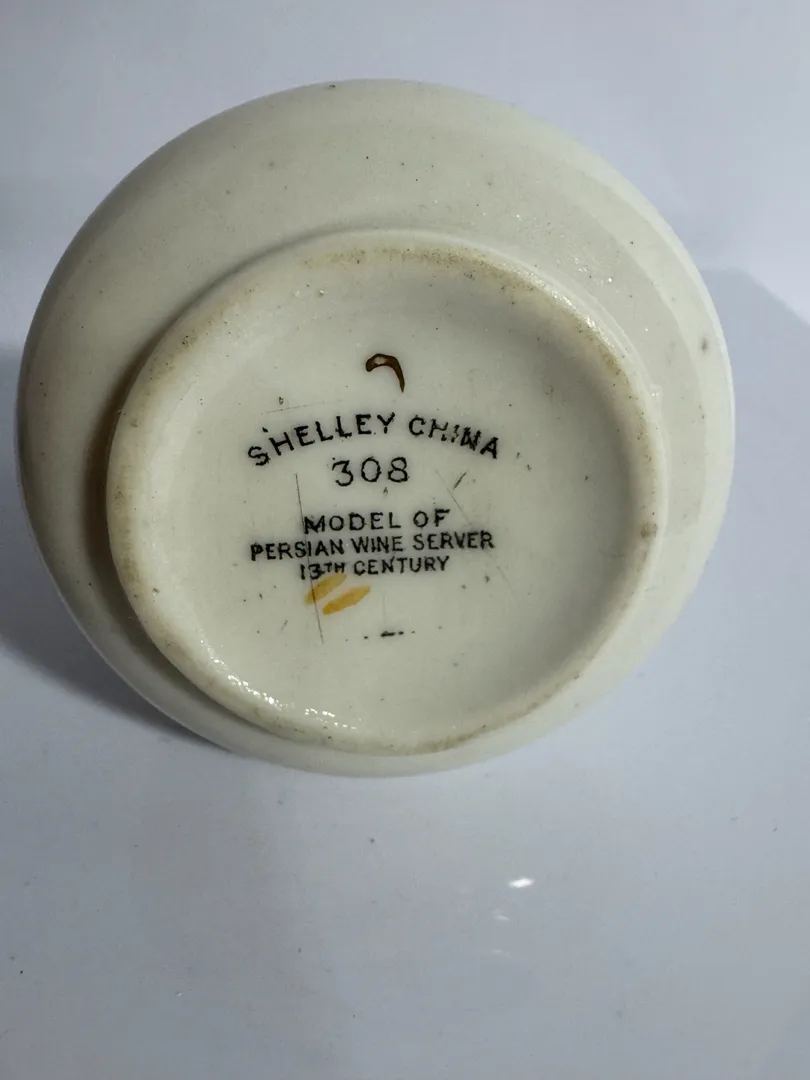 SHELLEY CHINA
308
MODEL OF
PERSIAN WINE SERVER
13TH CENTURY